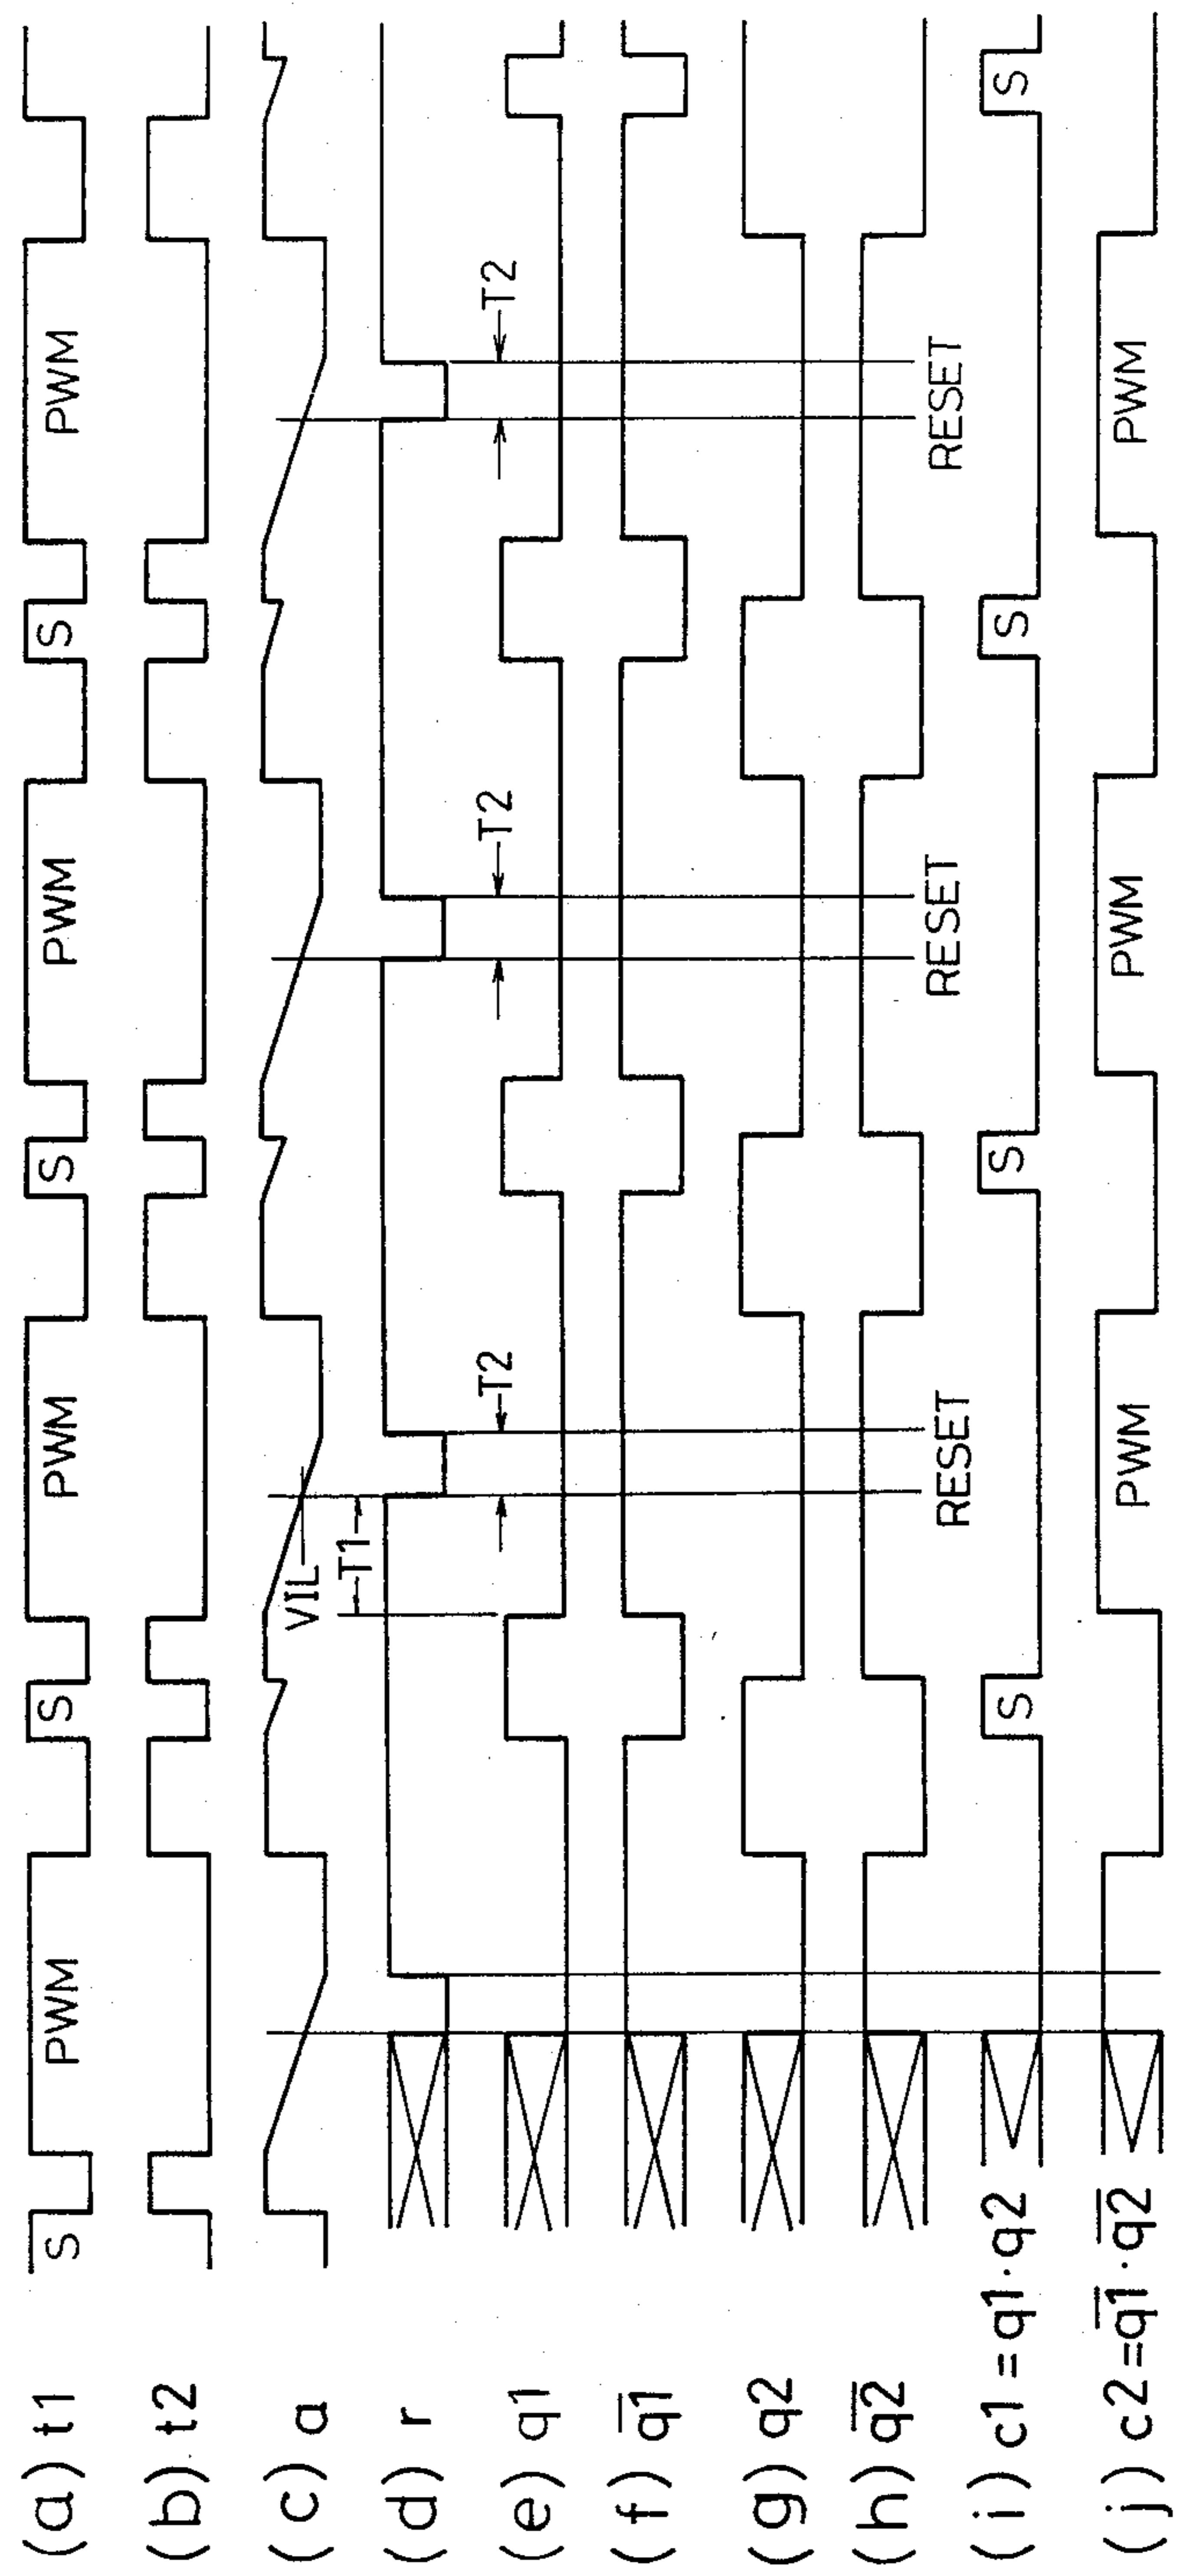 (a) t1 S PWM S PWM S PWM S PWM
(b) t2
(c) a
VIL
(d) r
T1
T2 T2 T2
(e) q1
(f) q̅1̅
(g) q2
(h) q̅2̅
RESET RESET RESET
(i) c1 = q1·q2 S S S S
(j) c2 = q̅1̅·q̅2̅ PWM PWM PWM